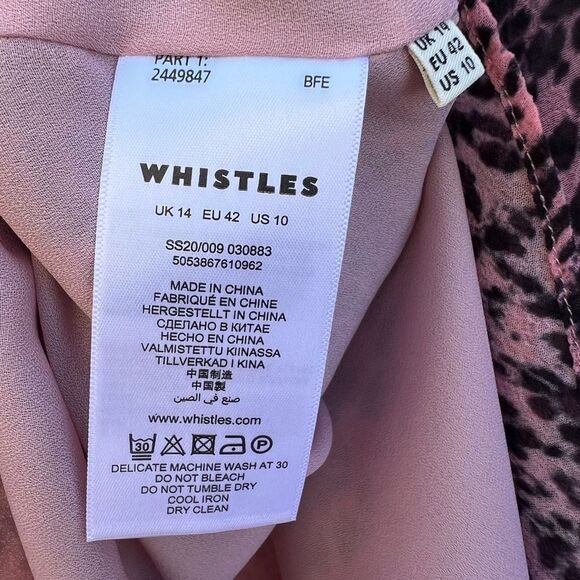 PART 1:
2449847 BFE
WHISTLES
UK 14 EU 42 US 10
SS20/009 030883
5053867610962
MADE IN CHINA
FABRIQUÉ EN CHINE
HERGESTELLT IN CHINA
СДЕЛАНО В КИТАЕ
HECHO EN CHINA
VALMISTETTU KIINASSA
TILLVERKAD I KINA
中国制造
中國製
صنع في الصين
www.whistles.com
30 P
DELICATE MACHINE WASH AT 30
DO NOT BLEACH
DO NOT TUMBLE DRY
COOL IRON
DRY CLEAN
UK 14
EU 42
US 10